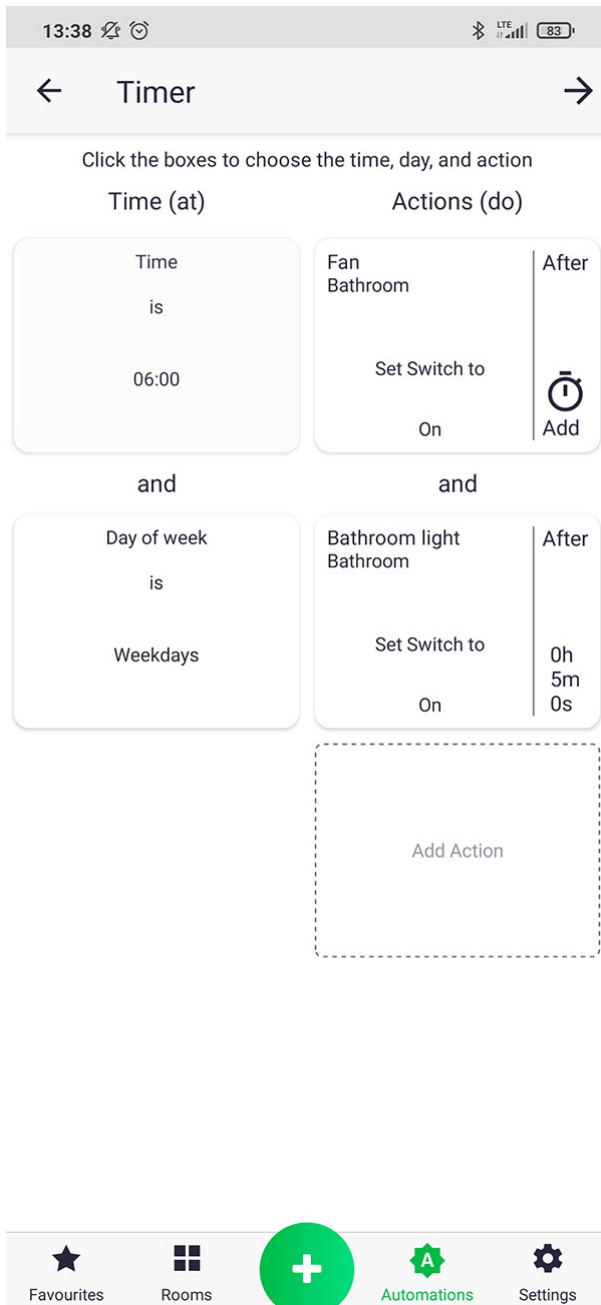 13:38
LTE
83
Timer
Click the boxes to choose the time, day, and action
Time (at)
Actions (do)
Time
is
06:00
Fan
Bathroom
Set Switch to
On
After
Add
and
and
Day of week
is
Weekdays
Bathroom light
Bathroom
Set Switch to
On
After
0h
5m
0s
Add Action
Favourites
Rooms
A
Automations
Settings